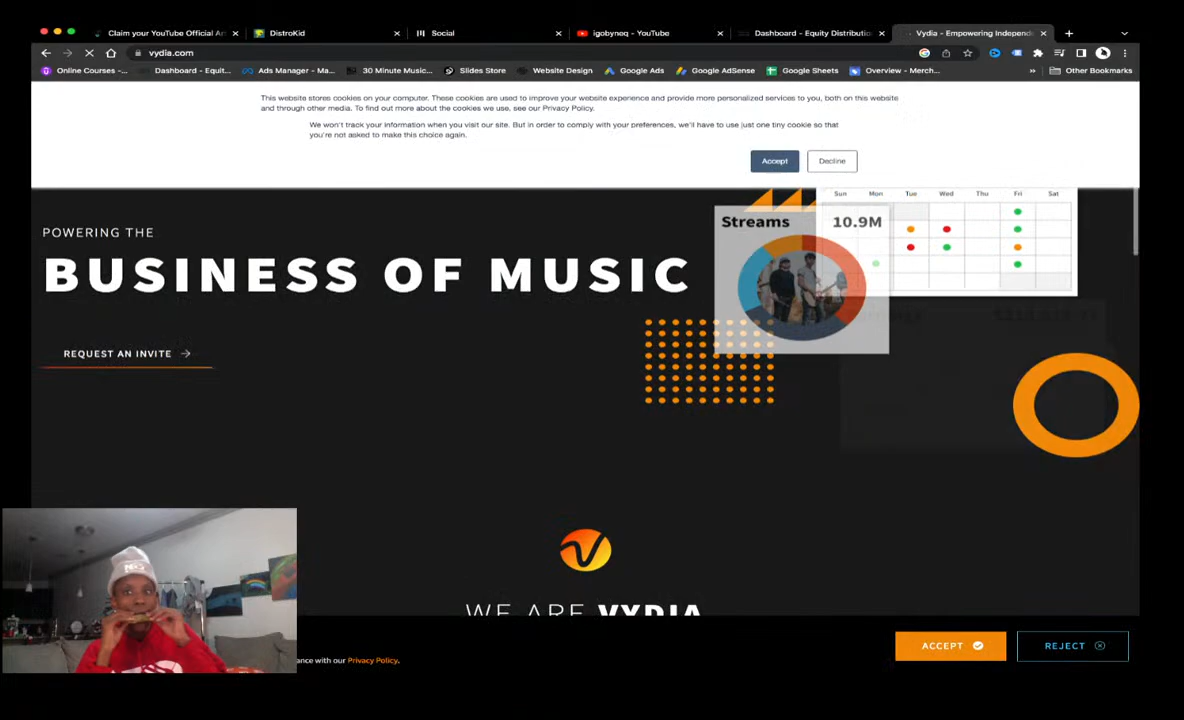 Claim your YouTube Official Ar
DistroKid
Social
igobyneq - YouTube
Dashboard - Equity Distributio
Vydia - Empowering Independ
vydia.com
Online Courses -...
Dashboard - Equit...
Ads Manager - Ma...
30 Minute Music...
Slides Store
Website Design
Google Ads
Google AdSense
Google Sheets
Overview - Merch...
Other Bookmarks
This website stores cookies on your computer. These cookies are used to improve your website experience and provide more personalized services to you, both on this website
and through other media. To find out more about the cookies we use, see our Privacy Policy.
We won't track your information when you visit our site. But in order to comply with your preferences, we'll have to use just one tiny cookie so that
you're not asked to make this choice again.
Accept
Decline
Sun Mon Tue Wed Thu Fri Sat
Streams 10.9M
POWERING THE
BUSINESS OF MUSIC
REQUEST AN INVITE
WE ARE VYDIA
ance with our Privacy Policy.
ACCEPT
REJECT